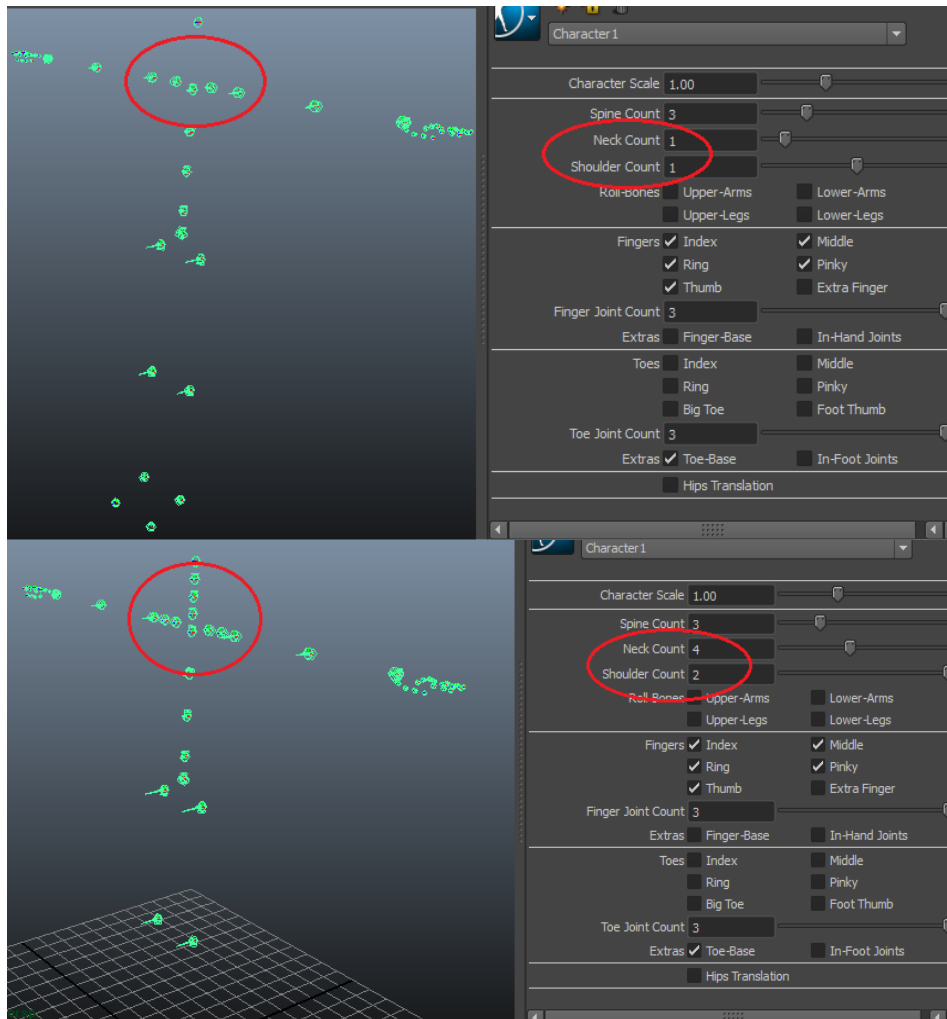 Character1
Character Scale 1.00
Spine Count 3
Neck Count 1
Shoulder Count 1
Roll-Bones Upper-Arms Lower-Arms
Upper-Legs Lower-Legs
Fingers Index Middle
Ring Pinky
Thumb Extra Finger
Finger Joint Count 3
Extras Finger-Base In-Hand Joints
Toes Index Middle
Ring Pinky
Big Toe Foot Thumb
Toe Joint Count 3
Extras Toe-Base In-Foot Joints
Hips Translation
Character1
Character Scale 1.00
Spine Count 3
Neck Count 4
Shoulder Count 2
Roll-Bones Upper-Arms Lower-Arms
Upper-Legs Lower-Legs
Fingers Index Middle
Ring Pinky
Thumb Extra Finger
Finger Joint Count 3
Extras Finger-Base In-Hand Joints
Toes Index Middle
Ring Pinky
Big Toe Foot Thumb
Toe Joint Count 3
Extras Toe-Base In-Foot Joints
Hips Translation